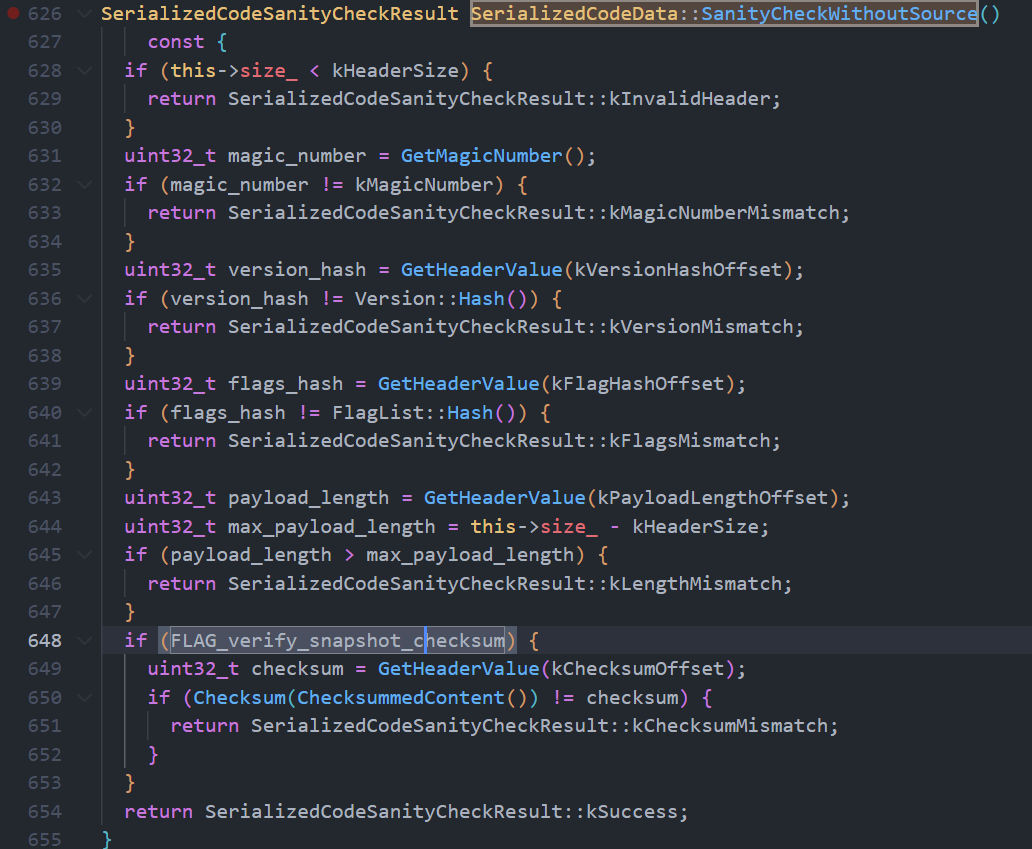 626 SerializedCodeSanityCheckResult SerializedCodeData::SanityCheckWithoutSource()
627     const {
628   if (this->size_ < kHeaderSize) {
629     return SerializedCodeSanityCheckResult::kInvalidHeader;
630   }
631   uint32_t magic_number = GetMagicNumber();
632   if (magic_number != kMagicNumber) {
633     return SerializedCodeSanityCheckResult::kMagicNumberMismatch;
634   }
635   uint32_t version_hash = GetHeaderValue(kVersionHashOffset);
636   if (version_hash != Version::Hash()) {
637     return SerializedCodeSanityCheckResult::kVersionMismatch;
638   }
639   uint32_t flags_hash = GetHeaderValue(kFlagHashOffset);
640   if (flags_hash != FlagList::Hash()) {
641     return SerializedCodeSanityCheckResult::kFlagsMismatch;
642   }
643   uint32_t payload_length = GetHeaderValue(kPayloadLengthOffset);
644   uint32_t max_payload_length = this->size_ - kHeaderSize;
645   if (payload_length > max_payload_length) {
646     return SerializedCodeSanityCheckResult::kLengthMismatch;
647   }
648   if (FLAG_verify_snapshot_checksum) {
649     uint32_t checksum = GetHeaderValue(kChecksumOffset);
650     if (Checksum(ChecksummedContent()) != checksum) {
651       return SerializedCodeSanityCheckResult::kChecksumMismatch;
652     }
653   }
654   return SerializedCodeSanityCheckResult::kSuccess;
655 }